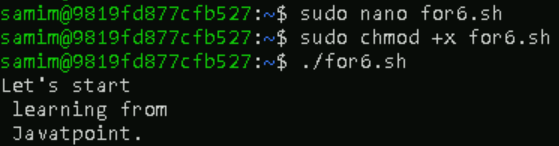 samim@9819fd877cfb527:~$ sudo nano for6.sh
samim@9819fd877cfb527:~$ sudo chmod +x for6.sh
samim@9819fd877cfb527:~$ ./for6.sh
Let's start
 learning from
 Javatpoint.